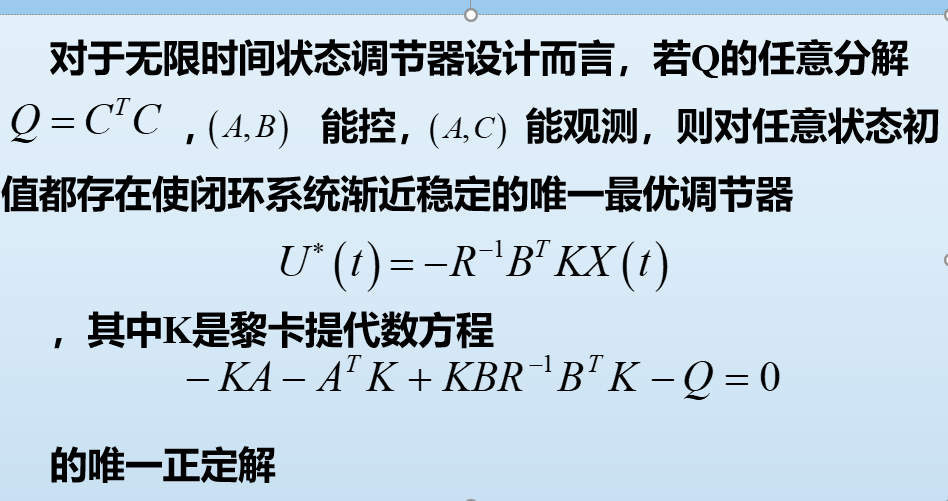 对于无限时间状态调节器设计而言，若Q的任意分解
Q = C^T C ，(A,B) 能控，(A,C) 能观测，则对任意状态初
值都存在使闭环系统渐近稳定的唯一最优调节器
U^*(t) = −R^{−1}B^T KX(t)
，其中K是黎卡提代数方程
−KA − A^T K + KBR^{−1}B^T K − Q = 0
的唯一正定解